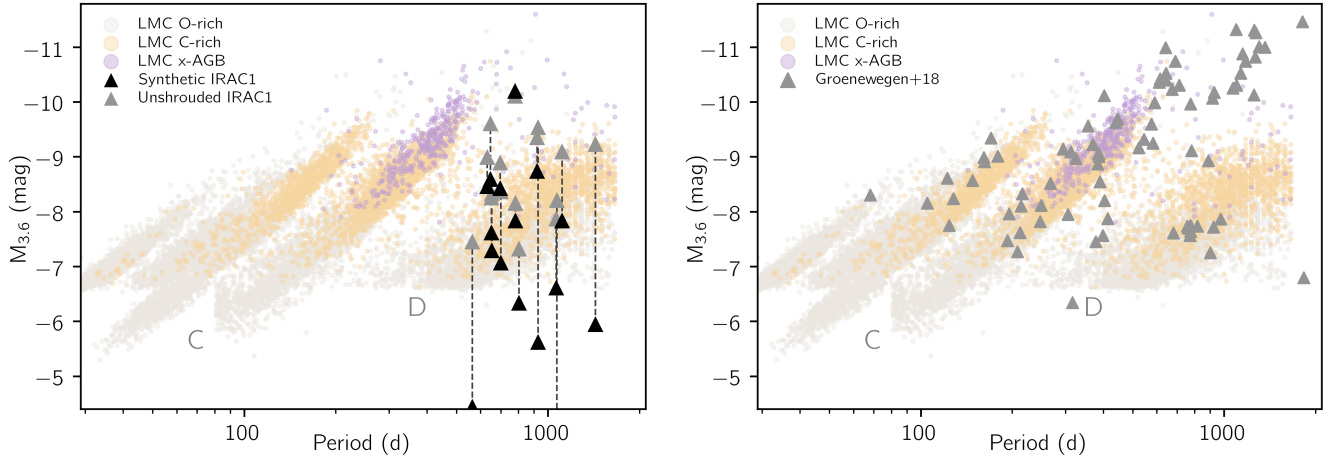 LMC O-rich
LMC C-rich
LMC x-AGB
Synthetic IRAC1
Unshrouded IRAC1
−11
−10
−9
−8
−7
−6
−5
M3.6 (mag)
C
D
100
1000
Period (d)
LMC O-rich
LMC C-rich
LMC x-AGB
Groenewegen+18
−11
−10
−9
−8
−7
−6
−5
M3.6 (mag)
C
D
100
1000
Period (d)